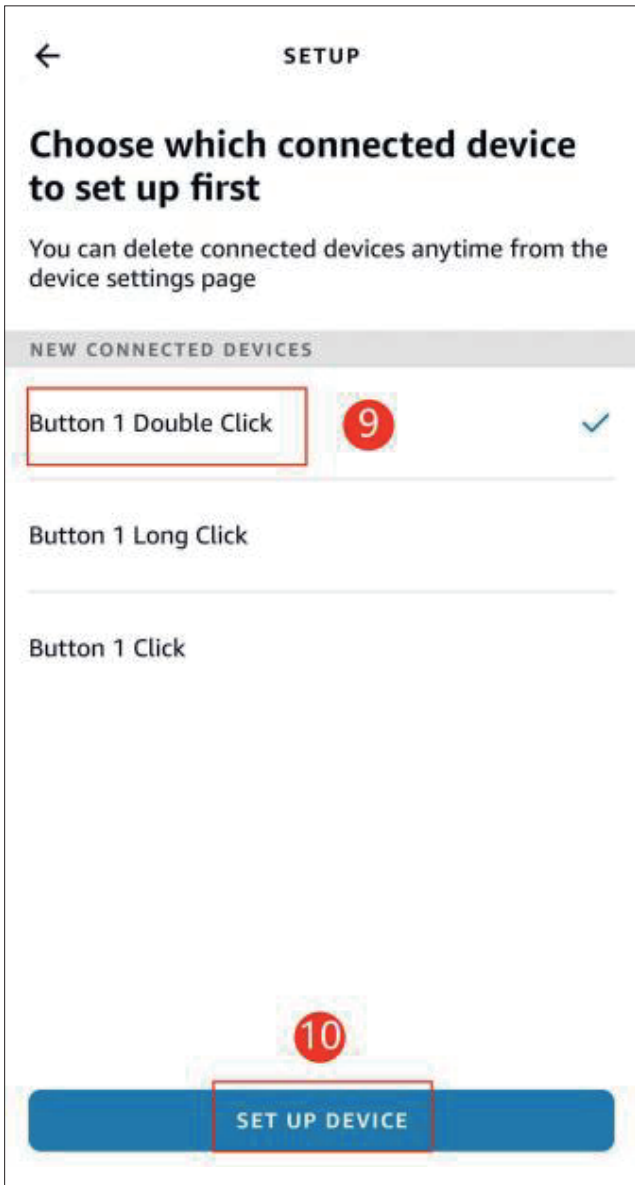 SETUP
Choose which connected device
to set up first
You can delete connected devices anytime from the
device settings page
NEW CONNECTED DEVICES
Button 1 Double Click
9
Button 1 Long Click
Button 1 Click
10
SET UP DEVICE